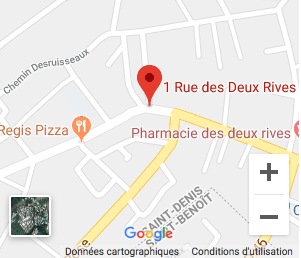 Chemin Desruisseaux
1 Rue des Deux Rives
Regis Pizza
Pharmacie des deux rives
SAINT-DENIS
SAINT-BENOÎT
Google
Données cartographiques
Conditions d'utilisation